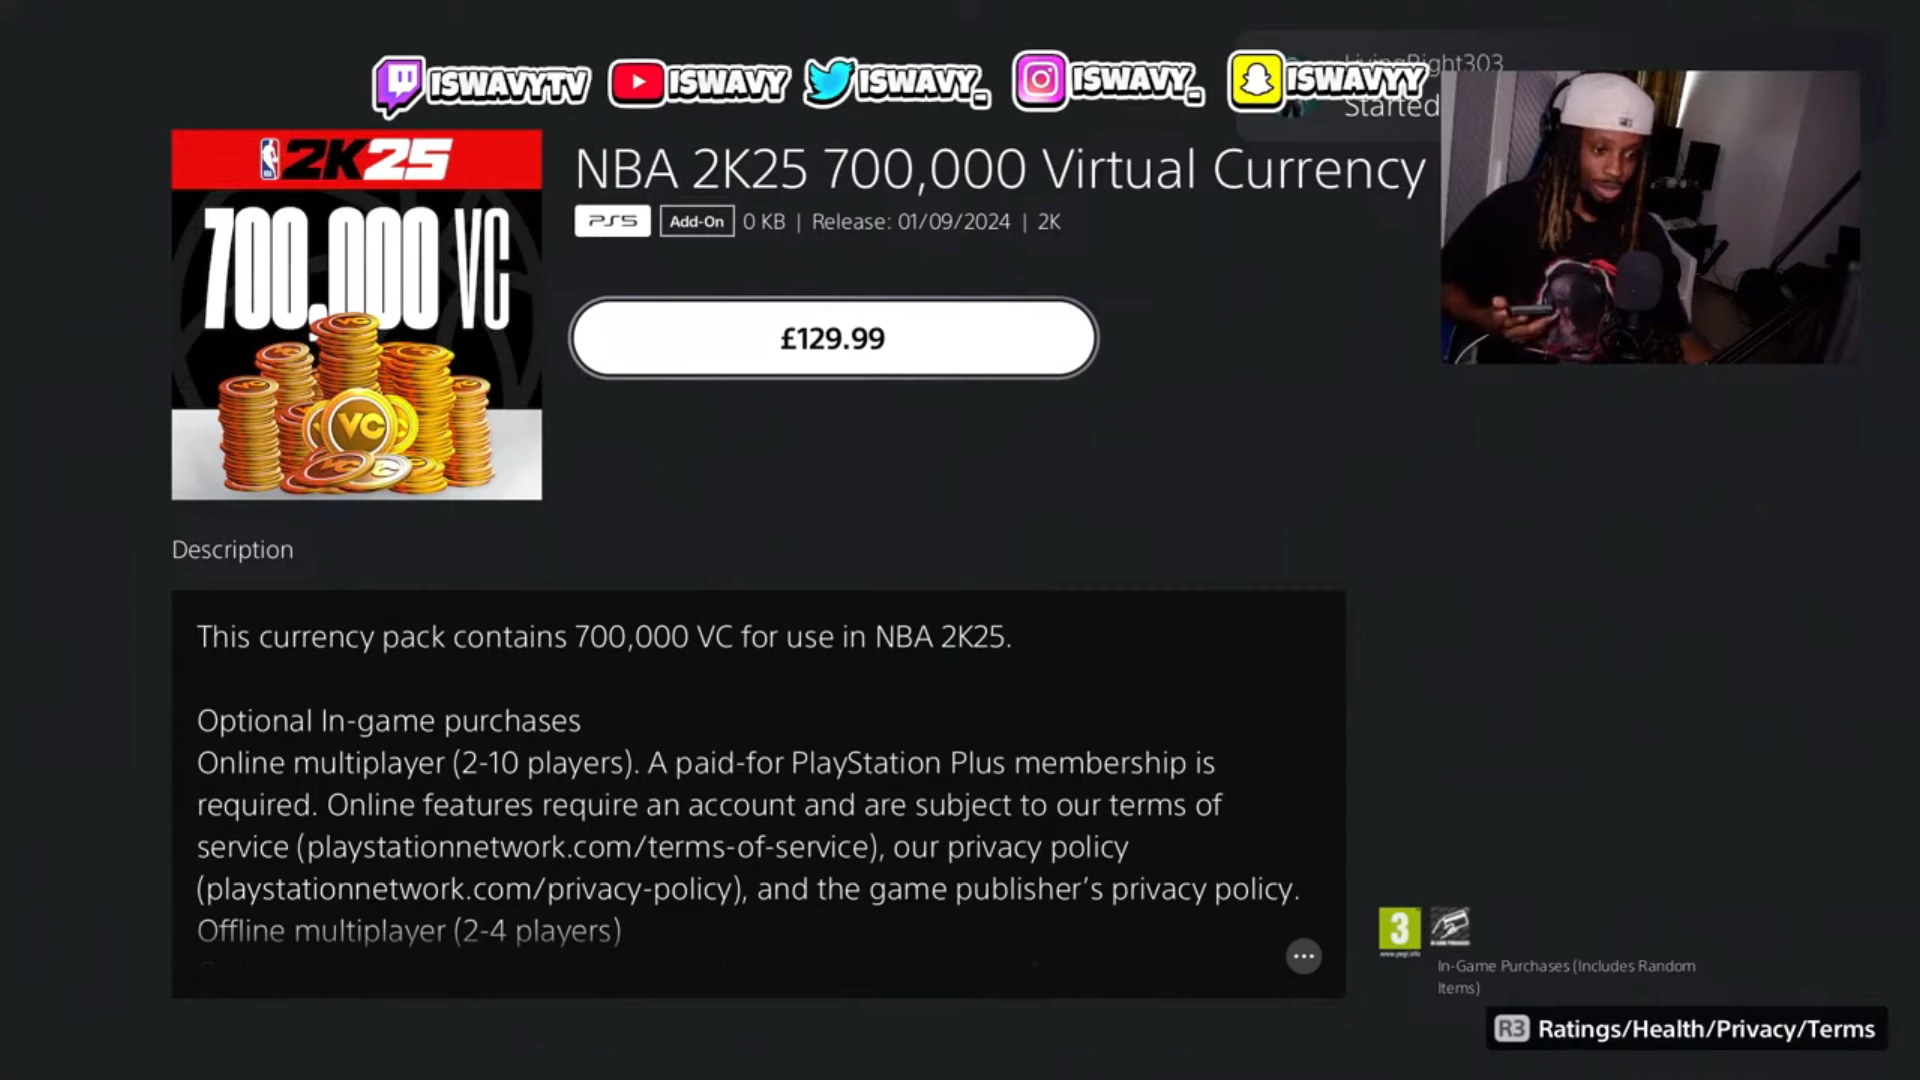 ISWAVYTV
ISWAVY
ISWAVY_
ISWAVY_
ISWAVYY
LivingRight303
Started
2K25
700,000 VC
VC
NBA 2K25 700,000 Virtual Currency
PS5 Add-On 0 KB | Release: 01/09/2024 | 2K
£129.99
Description
This currency pack contains 700,000 VC for use in NBA 2K25.
Optional In-game purchases
Online multiplayer (2-10 players). A paid-for PlayStation Plus membership is
required. Online features require an account and are subject to our terms of
service (playstationnetwork.com/terms-of-service), our privacy policy
(playstationnetwork.com/privacy-policy), and the game publisher’s privacy policy.
Offline multiplayer (2-4 players)
3
www.pegi.info
In-Game Purchases (Includes Random
Items)
R3 Ratings/Health/Privacy/Terms